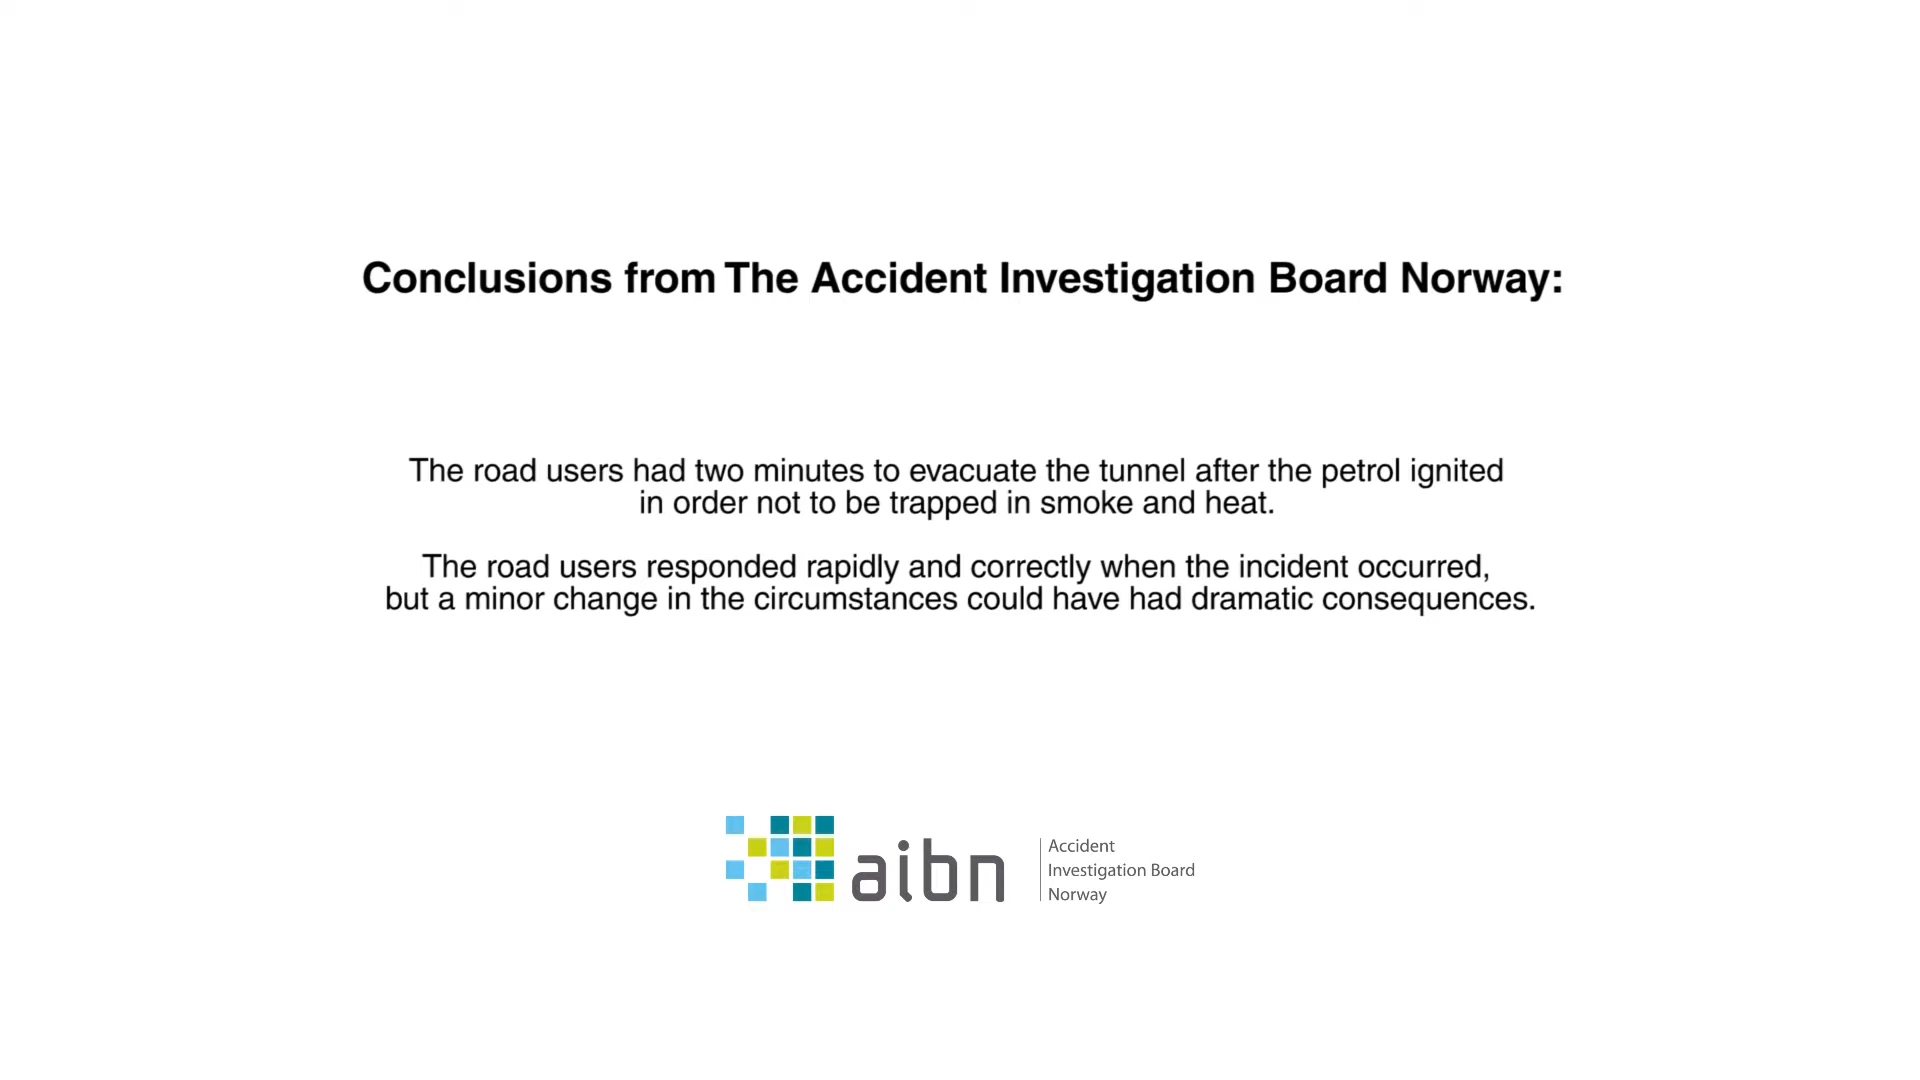 Conclusions from The Accident Investigation Board Norway:
The road users had two minutes to evacuate the tunnel after the petrol ignited
in order not to be trapped in smoke and heat.
The road users responded rapidly and correctly when the incident occurred,
but a minor change in the circumstances could have had dramatic consequences.
aibn
Accident
Investigation Board
Norway